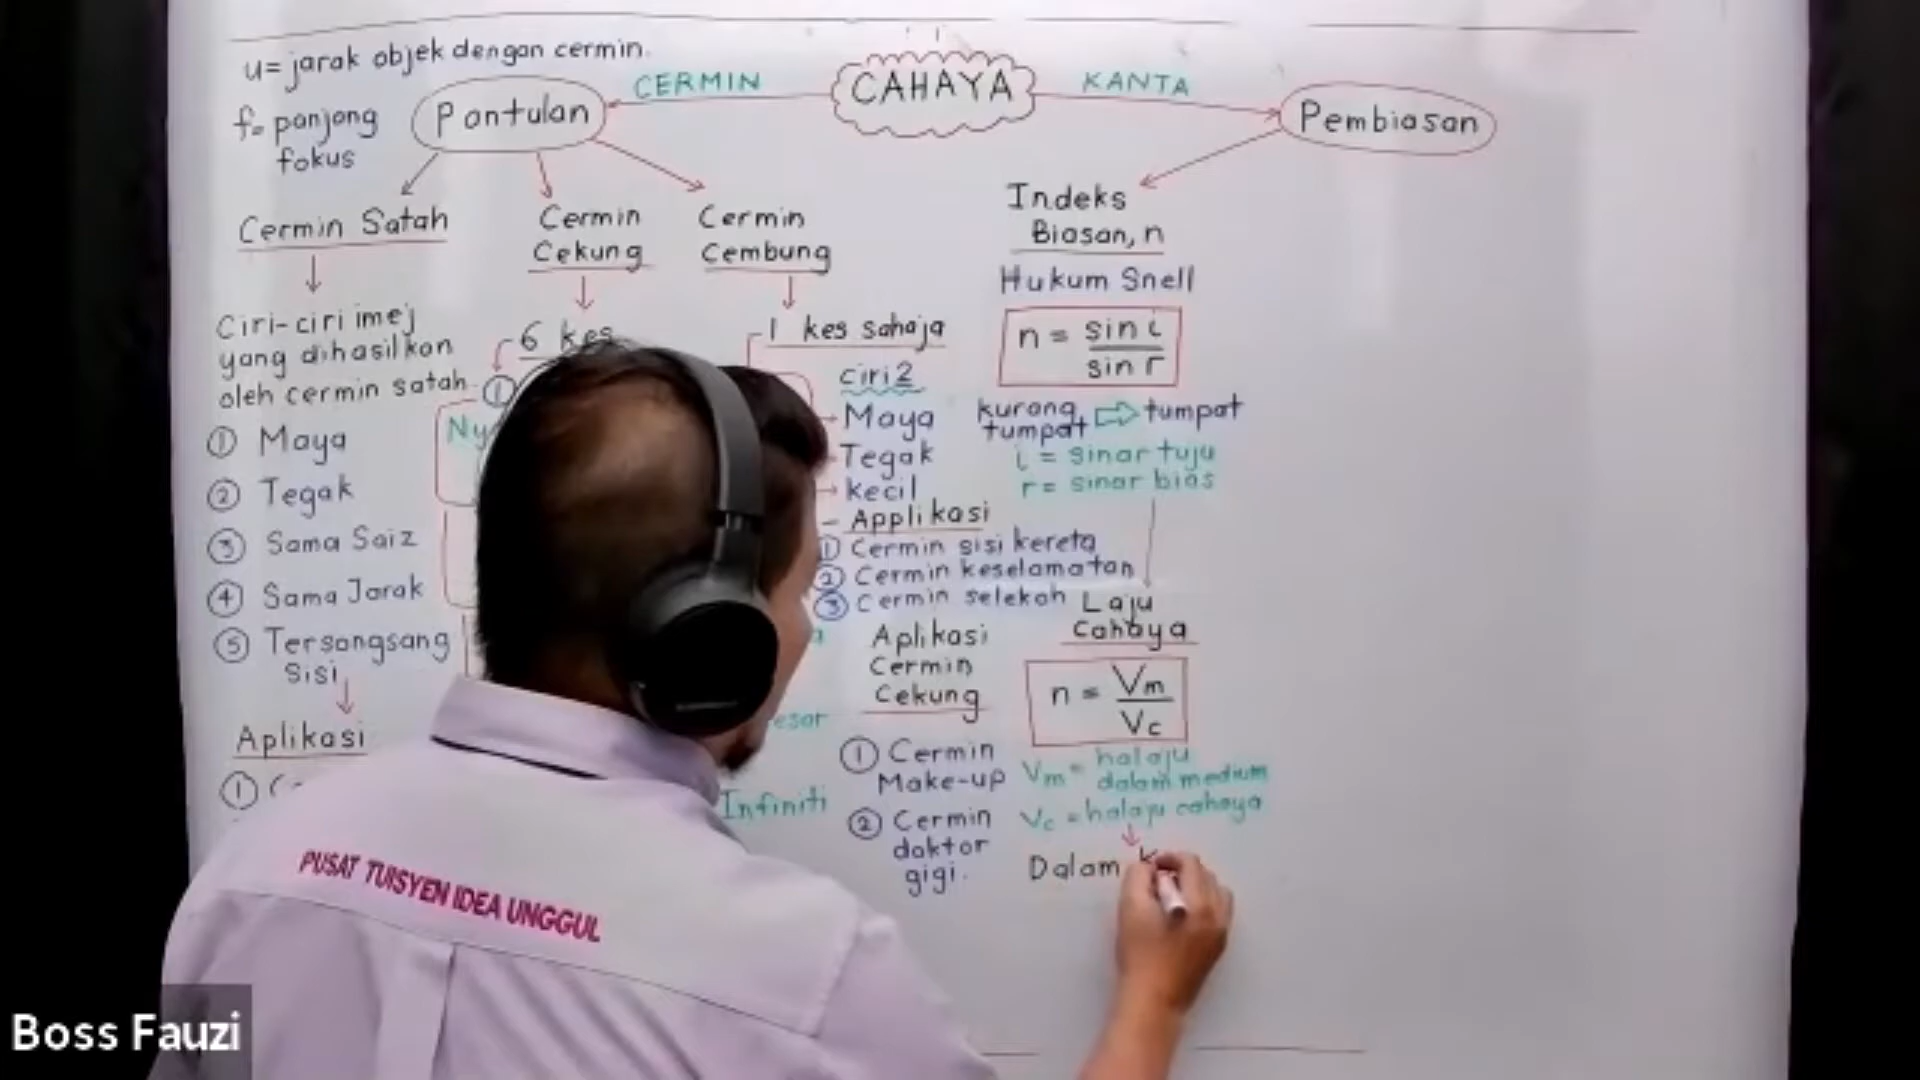 u= jarak objek dengan cermin.
f= panjang
fokus
CERMIN
CAHAYA
KANTA
Pantulan
Pembiasan
Cermin Satah
Cermin
Cekung
Cermin
Cembung
Ciri-ciri imej
yang dihasilkan
oleh cermin satah
① Maya
② Tegak
③ Sama Saiz
④ Sama Jarak
⑤ Tersongsang
Sisi
Aplikasi
①
6 kes
①
Ny
1 kes sahaja
ciri2
Maya
Tegak
kecil
- Applikasi
① Cermin sisi kereta
② Cermin keselamatan
③ Cermin selekoh
esar
Infiniti
Aplikasi
Cermin
Cekung
① Cermin
Make-up
② Cermin
doktor
gigi.
Indeks
Biasan, n
Hukum Snell
n = sin i
sin r
kurang tumpat ⇨ tumpat
i = sinar tuju
r = sinar bias
Laju
Cahaya
n = Vm
Vc
Vm = halaju
dalam medium
Vc = halaju cahaya
Dalam k
PUSAT TUISYEN IDEA UNGGUL
Boss Fauzi